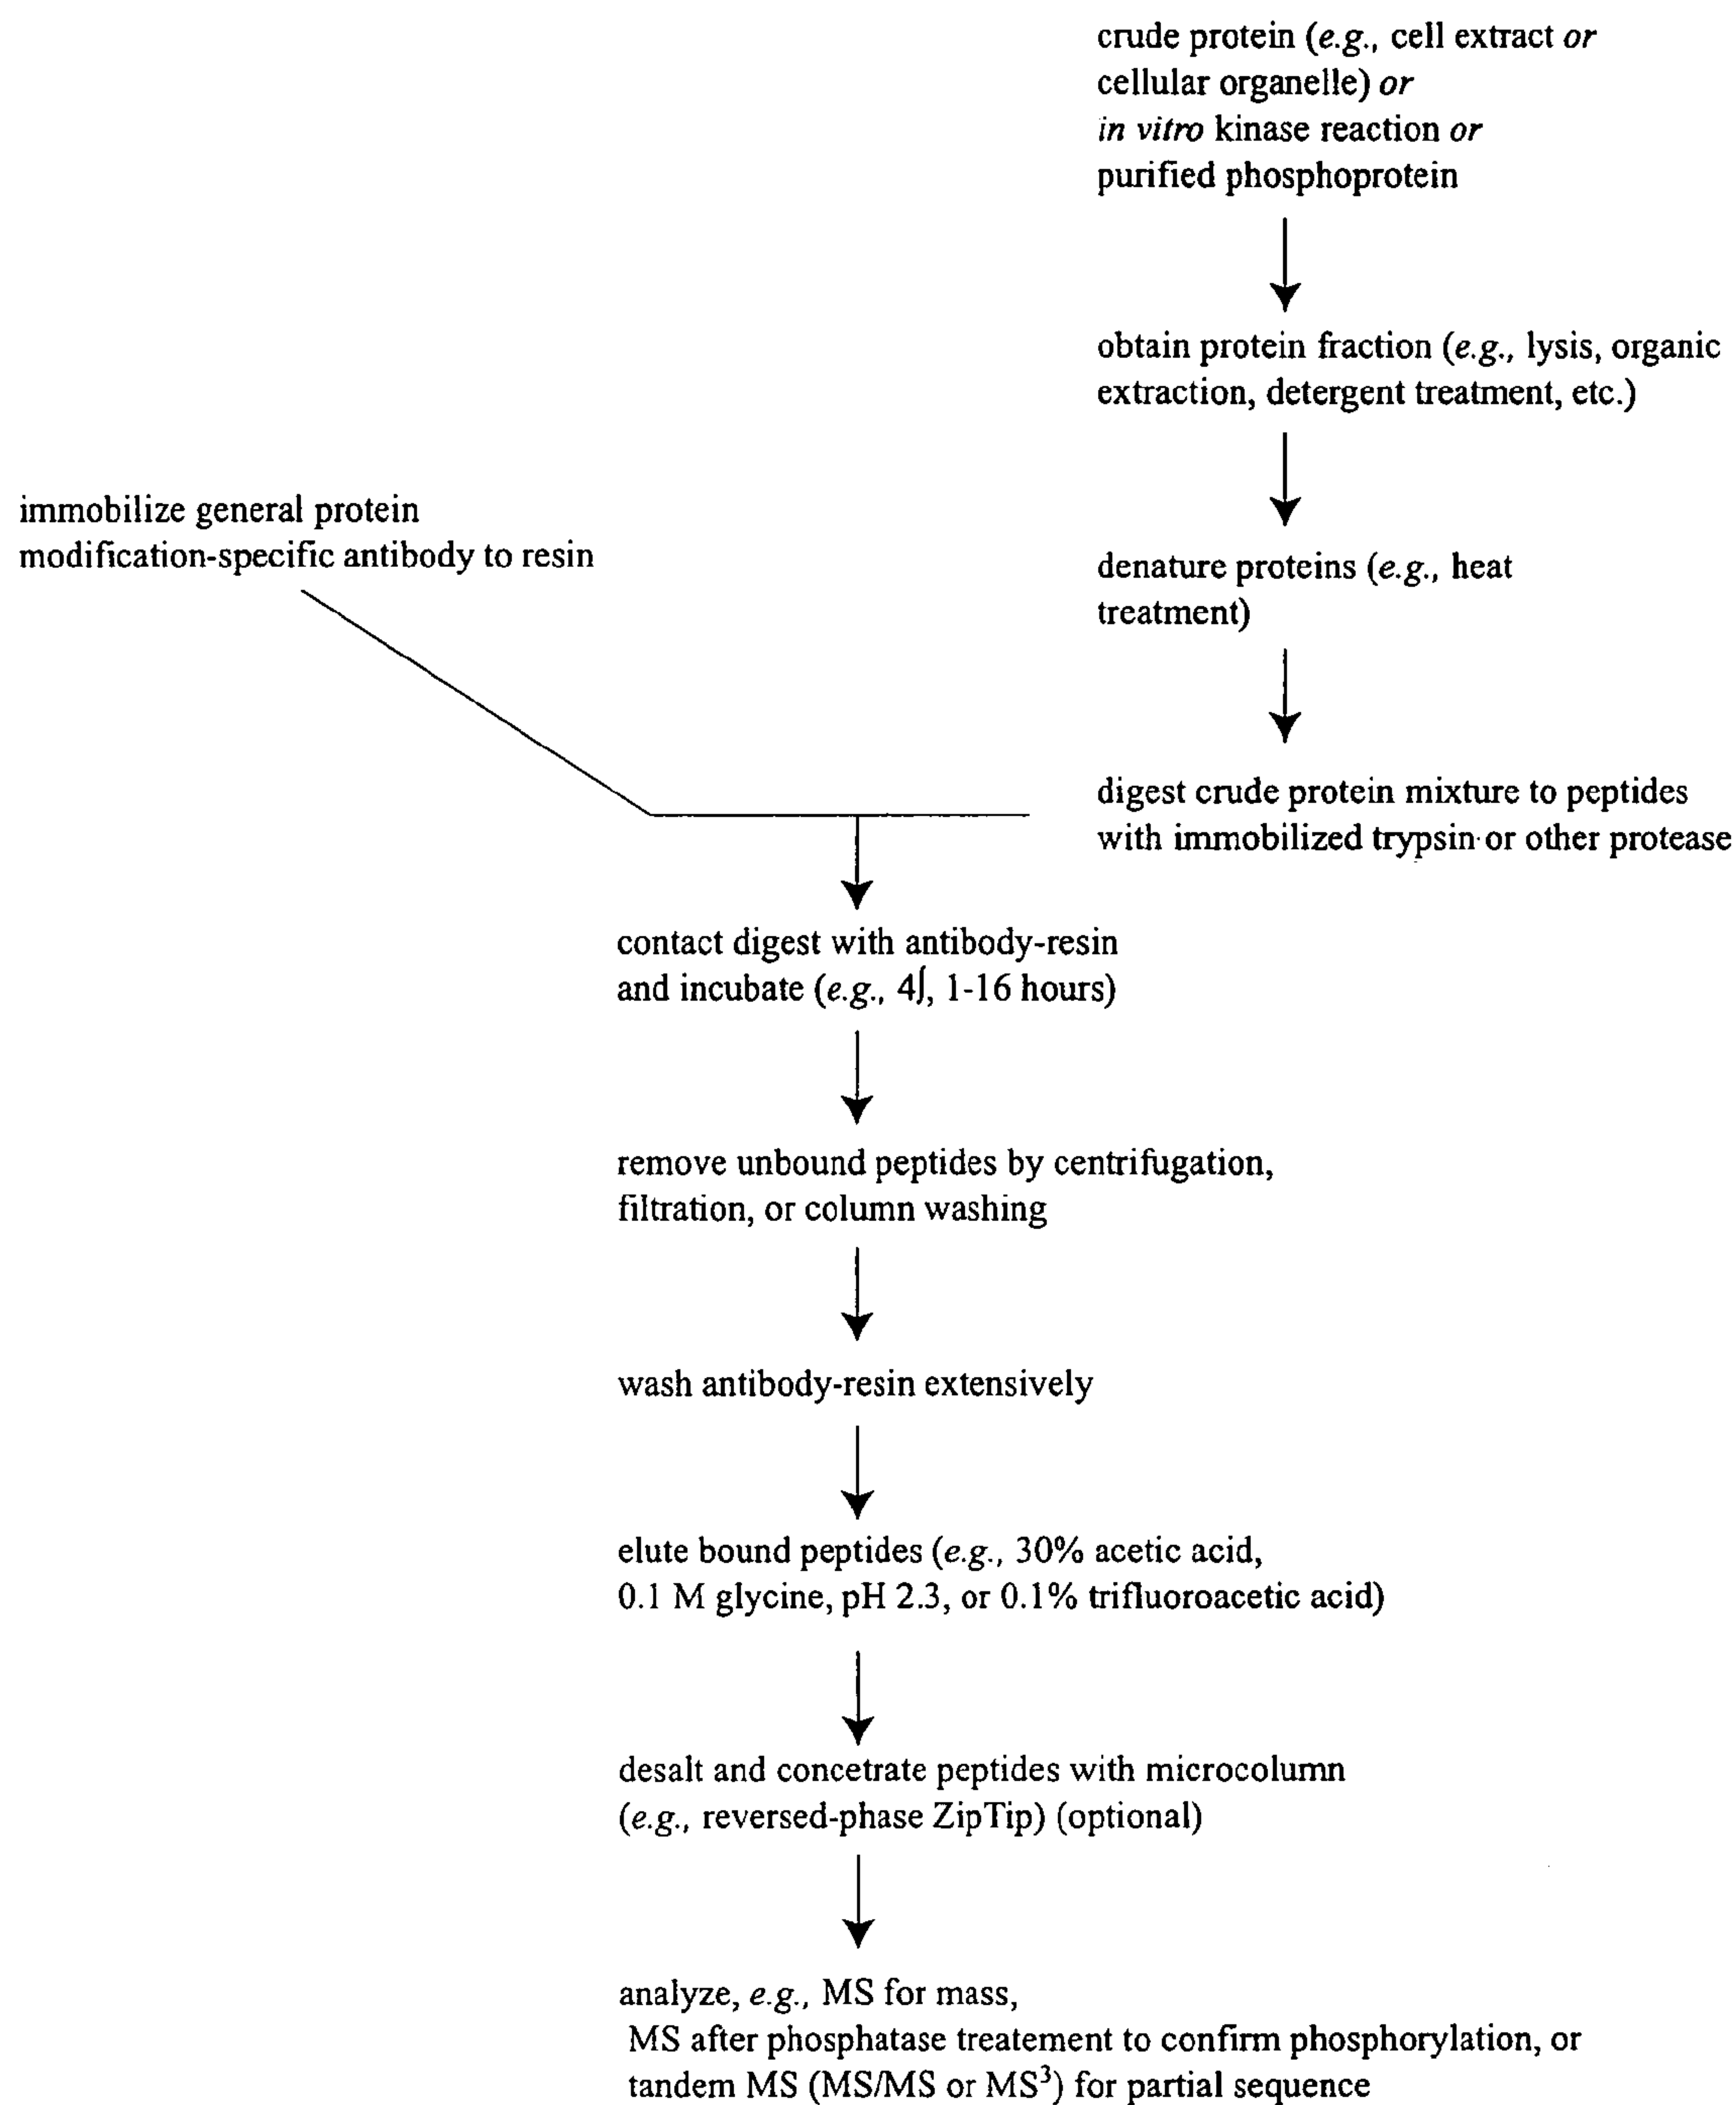 crude protein (e.g., cell extract or
cellular organelle) or
in vitro kinase reaction or
purified phosphoprotein
obtain protein fraction (e.g., lysis, organic
extraction, detergent treatment, etc.)
immobilize general protein
modification-specific antibody to resin
denature proteins (e.g., heat
treatment)
digest crude protein mixture to peptides
with immobilized trypsin or other protease
contact digest with antibody-resin
and incubate (e.g., 4∫, 1-16 hours)
remove unbound peptides by centrifugation,
filtration, or column washing
wash antibody-resin extensively
elute bound peptides (e.g., 30% acetic acid,
0.1 M glycine, pH 2.3, or 0.1% trifluoroacetic acid)
desalt and concetrate peptides with microcolumn
(e.g., reversed-phase ZipTip) (optional)
analyze, e.g., MS for mass,
MS after phosphatase treatement to confirm phosphorylation, or
tandem MS (MS/MS or MS³) for partial sequence